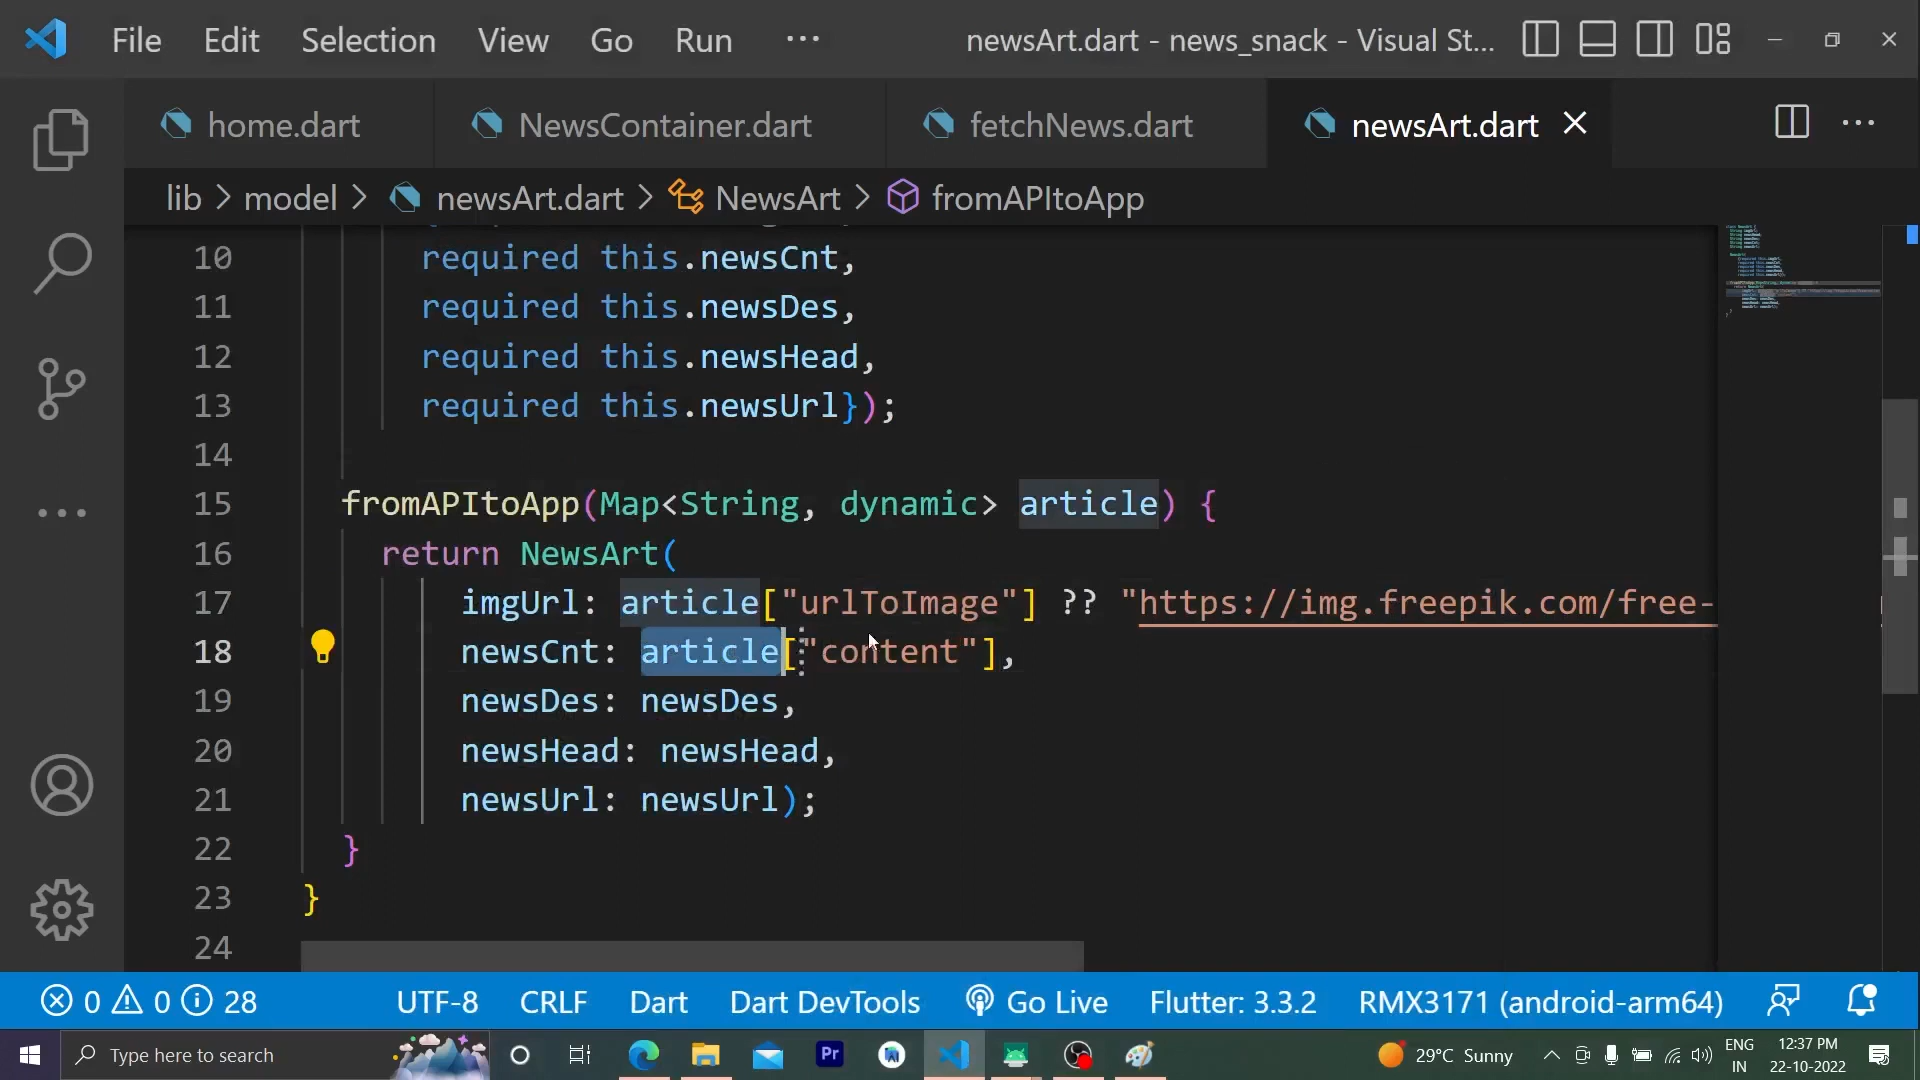 File Edit Selection View Go Run ··· newsArt.dart - news_snack - Visual St...
home.dart NewsContainer.dart fetchNews.dart newsArt.dart
lib > model > newsArt.dart > NewsArt > fromAPItoApp
10 required this.newsCnt,
11 required this.newsDes,
12 required this.newsHead,
13 required this.newsUrl});
14
15 fromAPItoApp(Map<String, dynamic> article) {
16 return NewsArt(
17 imgUrl: article["urlToImage"] ?? "https://img.freepik.com/free-
18 newsCnt: article["content"],
19 newsDes: newsDes,
20 newsHead: newsHead,
21 newsUrl: newsUrl);
22 }
23 }
24
0 0 28 UTF-8 CRLF Dart Dart DevTools Go Live Flutter: 3.3.2 RMX3171 (android-arm64)
Type here to search Pr 29°C Sunny ENG IN 12:37 PM 22-10-2022